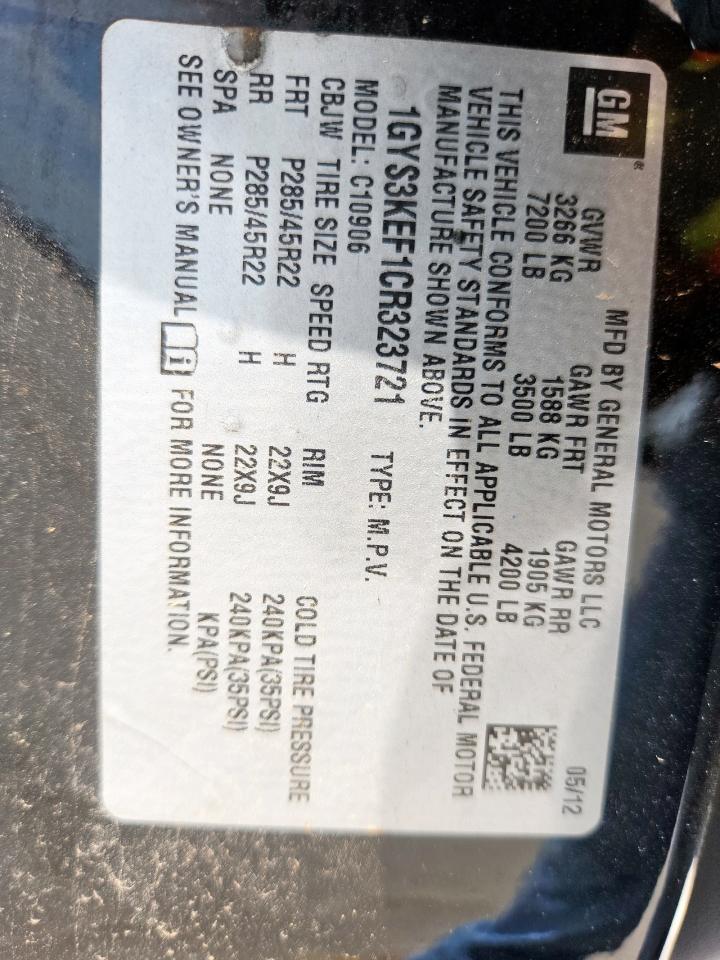 GM®
MFD BY GENERAL MOTORS LLC 05/12
GVWR GAWR FRT GAWR RR
3266 KG 1588 KG 1905 KG
7200 LB 3500 LB 4200 LB
THIS VEHICLE CONFORMS TO ALL APPLICABLE U.S. FEDERAL MOTOR
VEHICLE SAFETY STANDARDS IN EFFECT ON THE DATE OF
MANUFACTURE SHOWN ABOVE.
1GYS3KEF1CR323721 TYPE: M.P.V.
MODEL: C10906
CBJW TIRE SIZE SPEED RTG RIM COLD TIRE PRESSURE
FRT P285/45R22 H 22X9J 240KPA(35PSI)
RR P285/45R22 H 22X9J 240KPA(35PSI)
SPA NONE NONE KPA(PSI)
SEE OWNER'S MANUAL i FOR MORE INFORMATION.